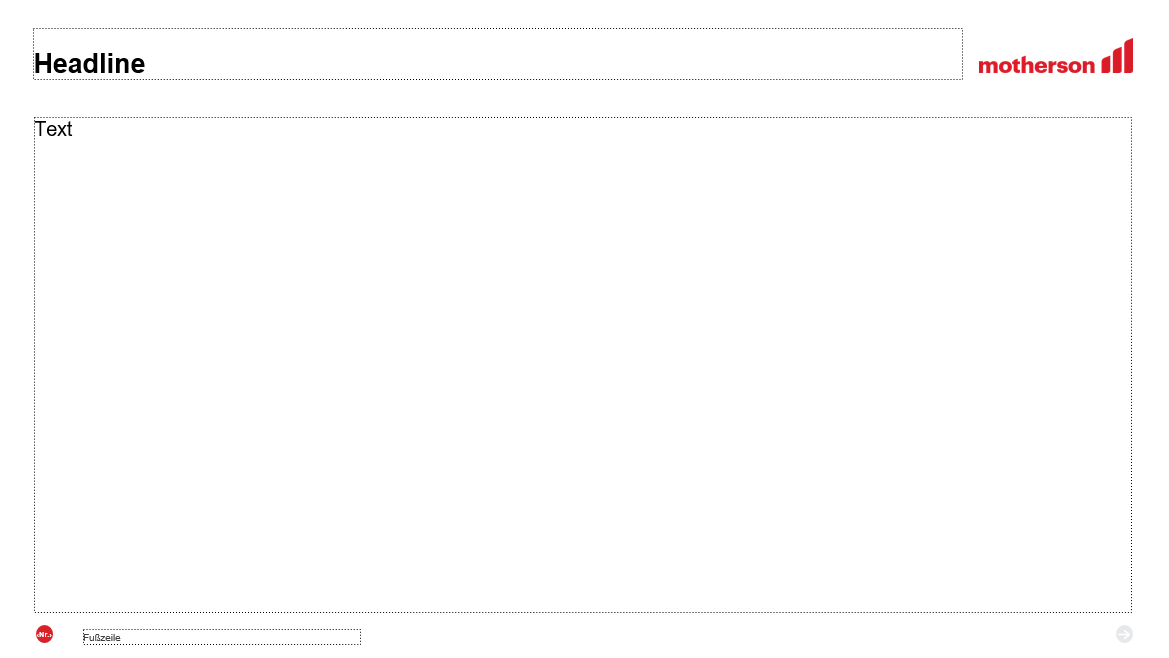 Headline
motherson
Text
‹Nr.›
Fußzeile